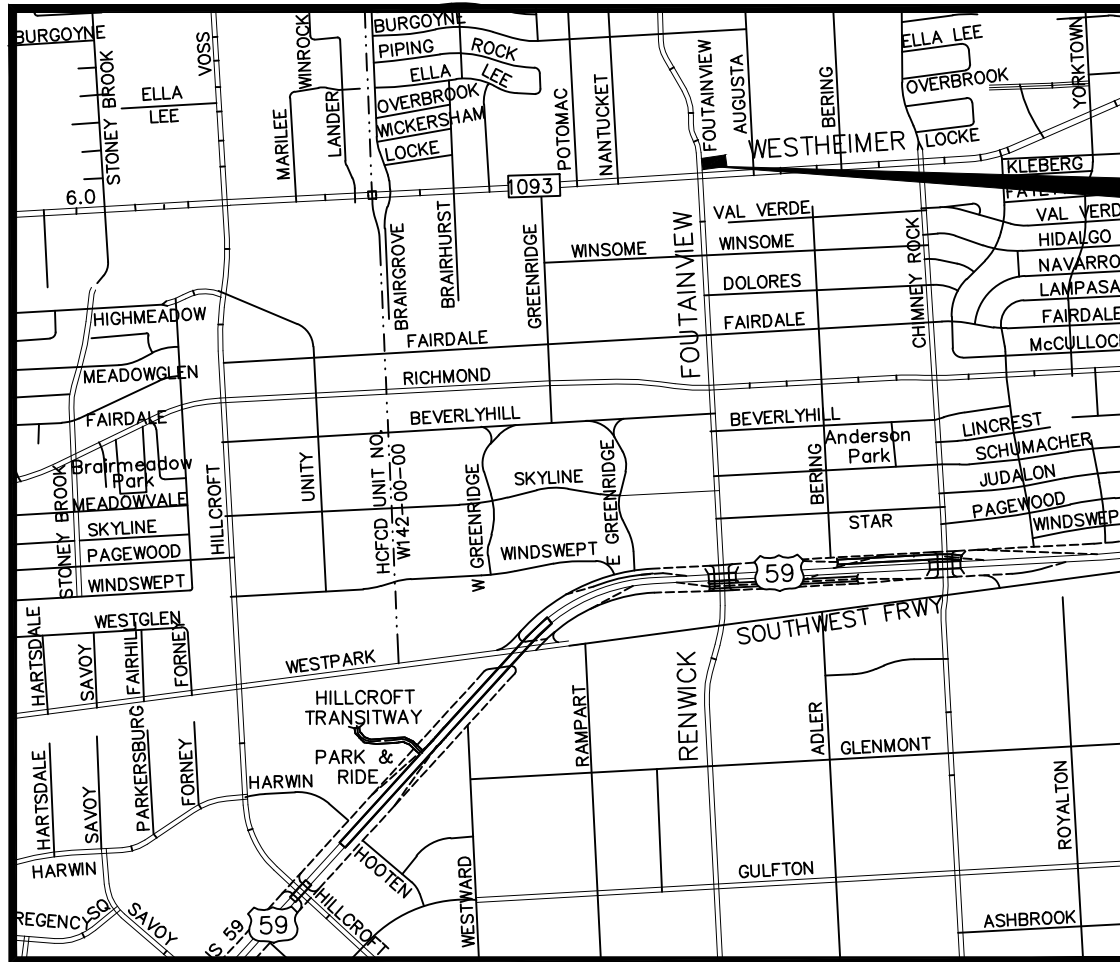 BURGOYNE
STONEY BROOK
VOSS
ELLA
LEE
WINROCK
MARILEE
LANDER
BURGOYNE
PIPING
ROCK
ELLA
LEE
OVERBROOK
WICKERSHAM
LOCKE
POTOMAC
NANTUCKET
FOUTAINVIEW
AUGUSTA
BERING
ELLA LEE
OVERBROOK
LOCKE
YORKTOWN
WESTHEIMER
KLEBERG
6.0
1093
BRAIGROVE
BRAIRHURST
GREENRIDGE
WINSOME
FOUTAINVIEW
VAL VERDE
WINSOME
DOLORES
FAIRDALE
CHIMNEY ROCK
VAL VERD
HIDALGO
NAVARRO
LAMPASA
FAIRDALE
McCULLOCH
HIGHMEADOW
FAIRDALE
MEADOWGLEN
RICHMOND
FAIRDALE
BEVERLYHILL
BEVERLYHILL
LINCREST
SCHUMACHER
JUDALON
PAGEWOOD
WINDSWEP
Anderson
Park
BERING
STAR
Brairmeadow
Park
MEADOWVALE
SKYLINE
PAGEWOOD
WINDSWEPT
STONEY BROOK
HILLCROFT
UNITY
HCFCD UNIT NO.
W142-00-00
W GREENRIDGE
SKYLINE
E GREENRIDGE
WINDSWEPT
59
SOUTHWEST FRWY
WESTGLEN
HARTSDALE
SAVOY
FAIRHILL
FORNEY
WESTPARK
HILLCROFT
TRANSITWAY
PARK &
RIDE
RAMPART
RENWICK
ADLER
GLENMONT
ROYALTON
HARTSDALE
SAVOY
PARKERSBURG
FORNEY
HARWIN
HARWIN
HOOTEN
WESTWARD
GULFTON
REGENCY SQ
SAVOY
US 59
59
HILLCROFT
ASHBROOK